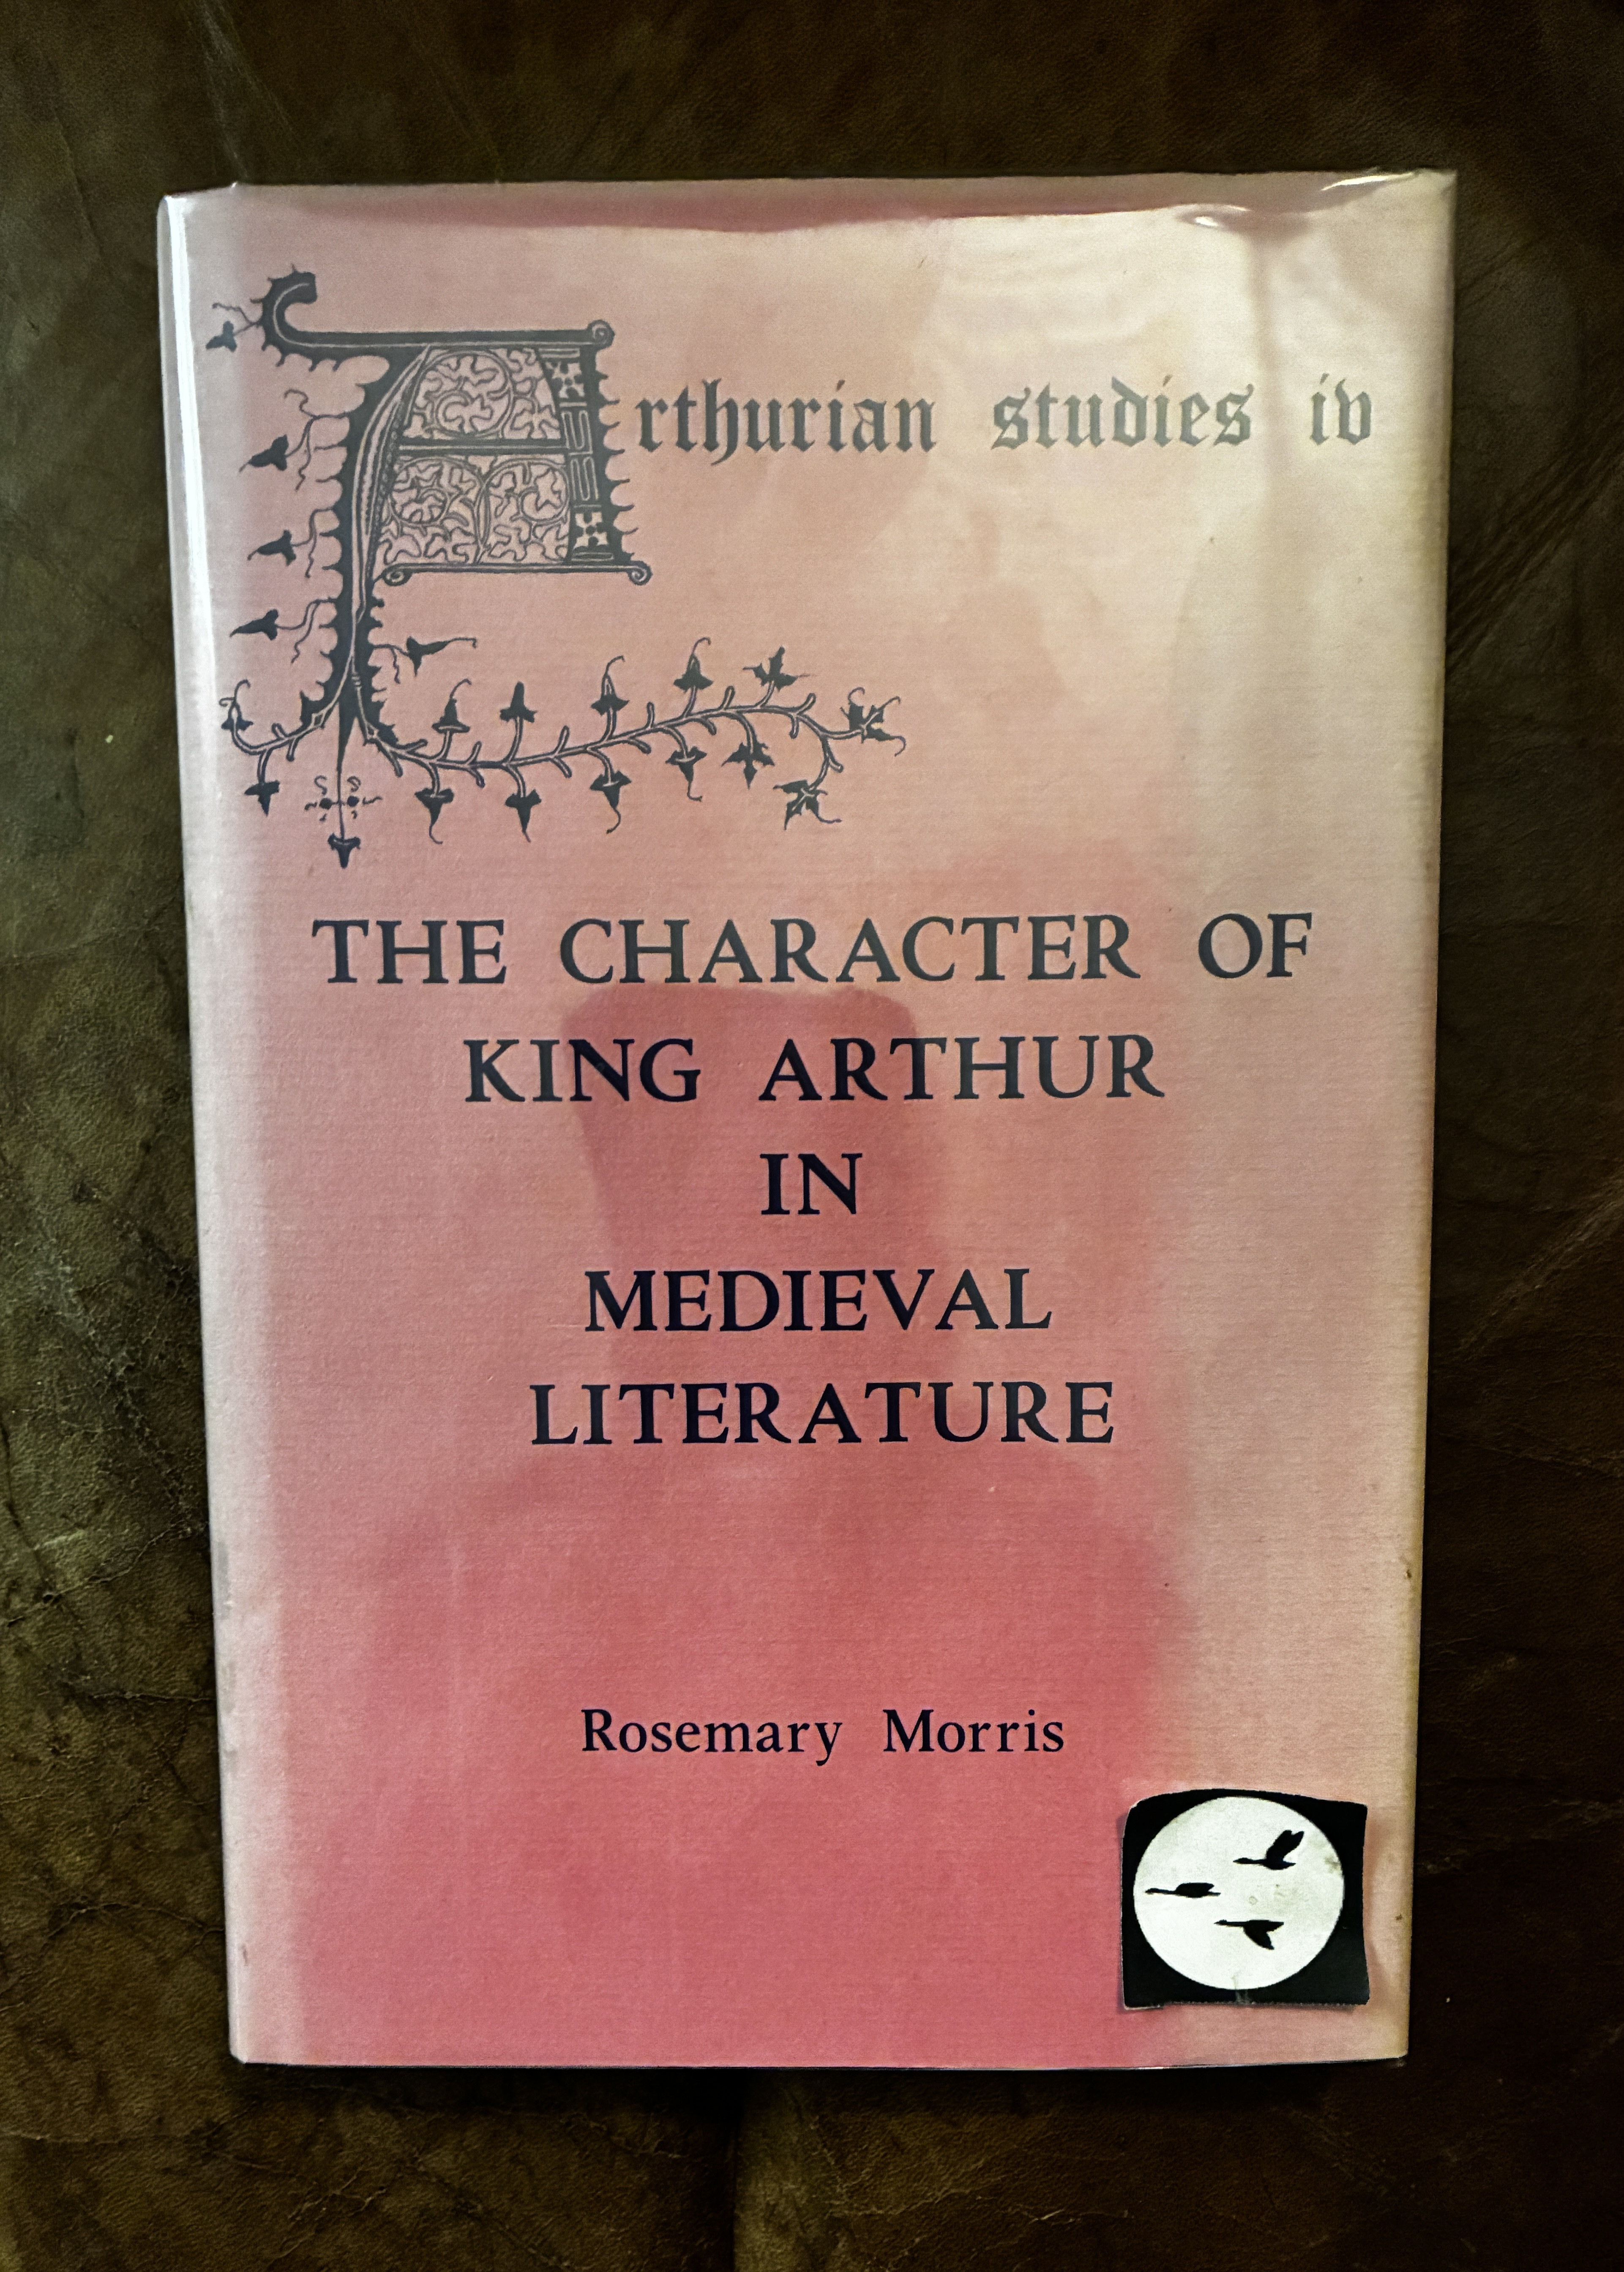 Arthurian studies iv
THE CHARACTER OF
KING ARTHUR
IN
MEDIEVAL
LITERATURE
Rosemary Morris